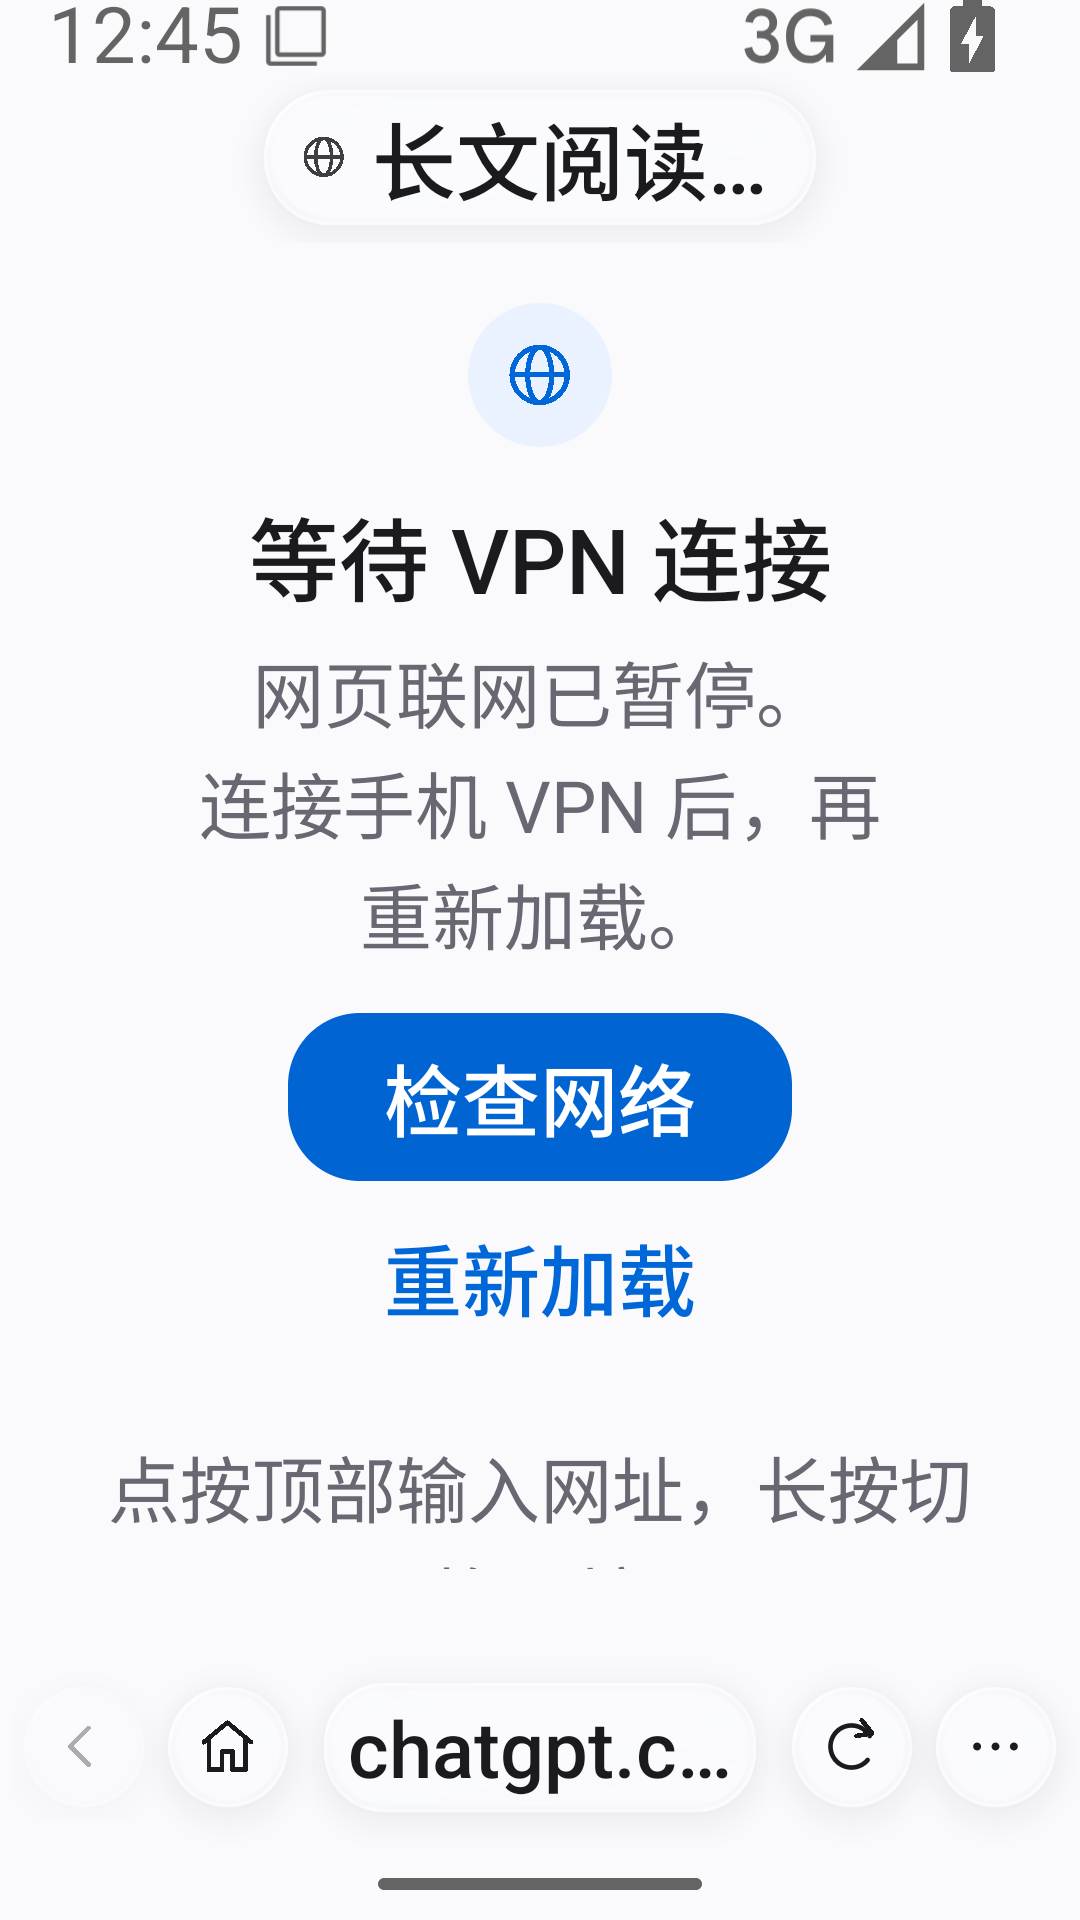 12:45
3G
长文阅读...
等待 VPN 连接
网页联网已暂停。
连接手机 VPN 后，再
重新加载。
检查网络
重新加载
点按顶部输入网址，长按切
chatgpt.c...